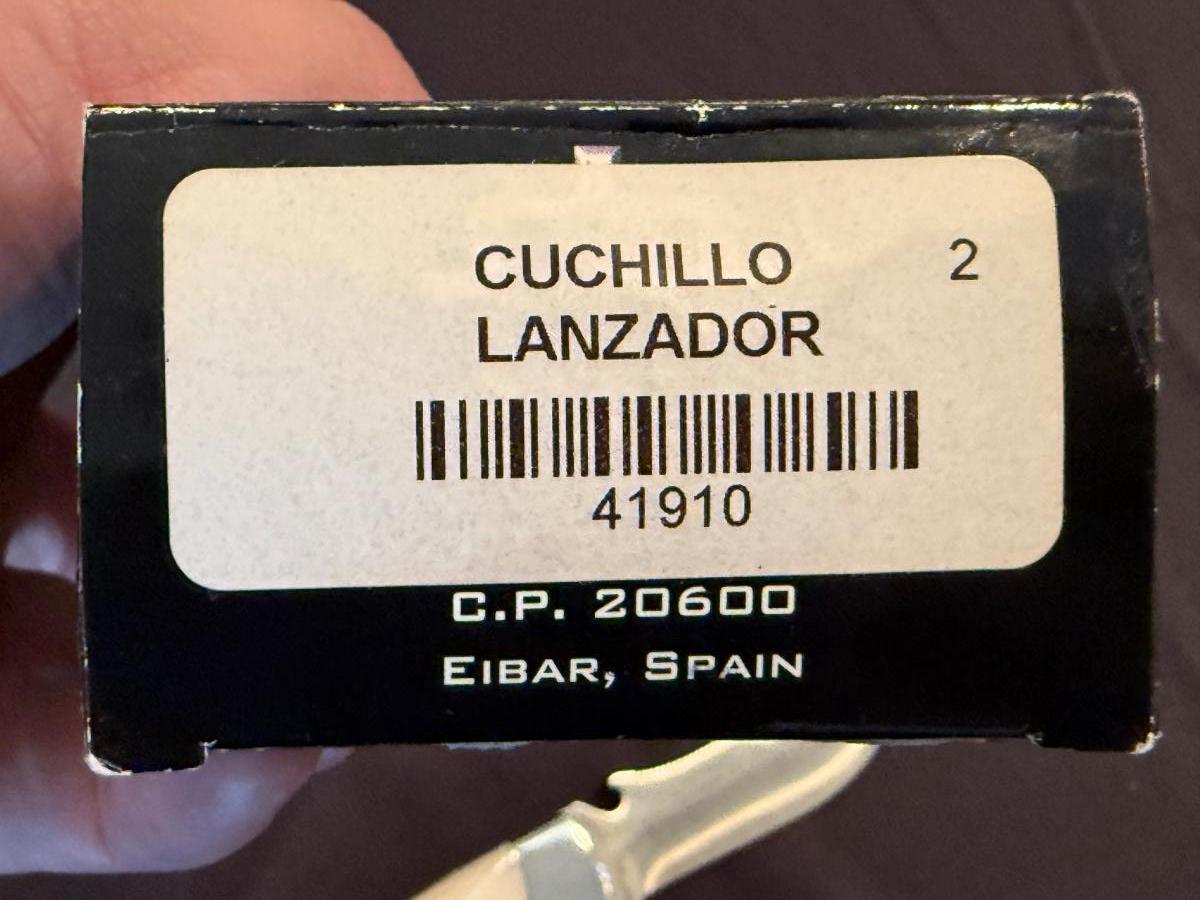 CUCHILLO 2
LANZADOR
41910
C.P. 20600
EIBAR, SPAIN